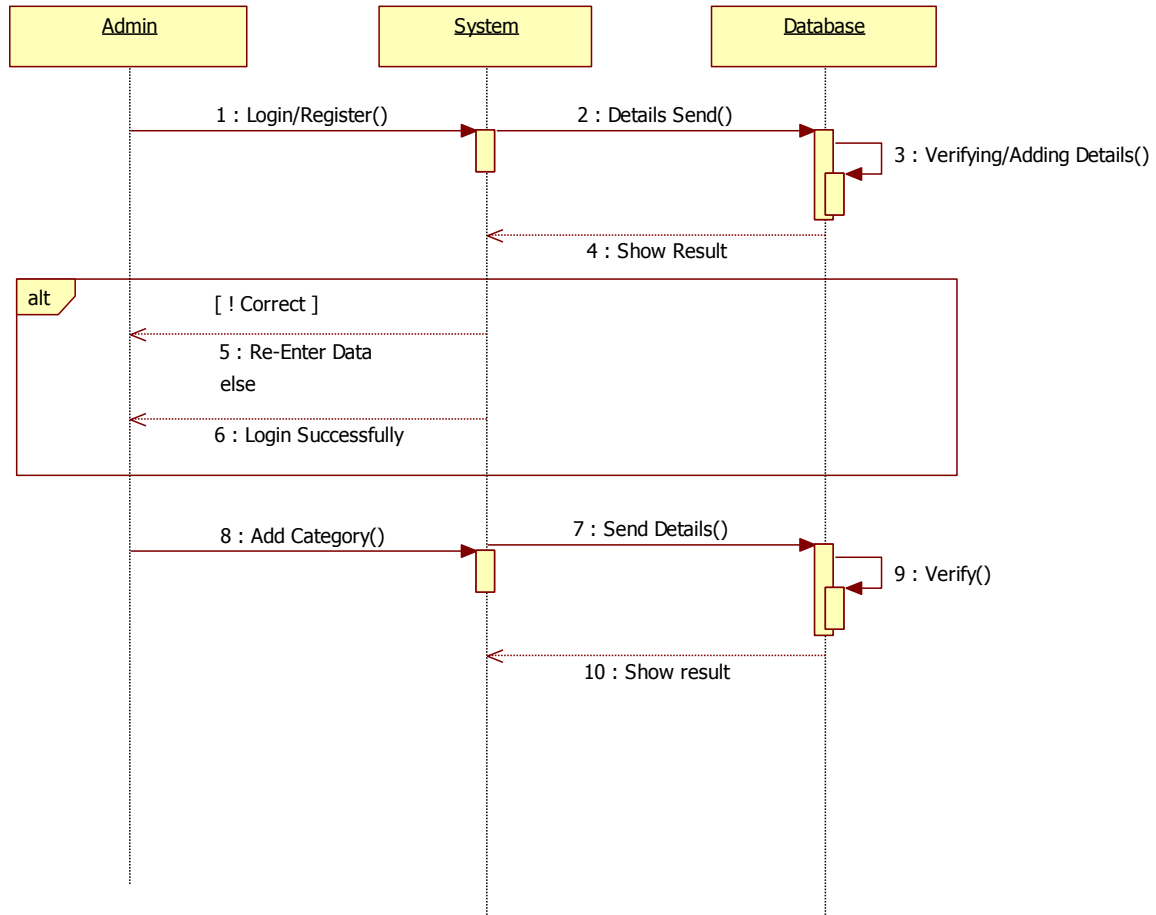 Admin
System
Database
1 : Login/Register()
2 : Details Send()
3 : Verifying/Adding Details()
4 : Show Result
alt
[ ! Correct ]
5 : Re-Enter Data
else
6 : Login Successfully
8 : Add Category()
7 : Send Details()
9 : Verify()
10 : Show result